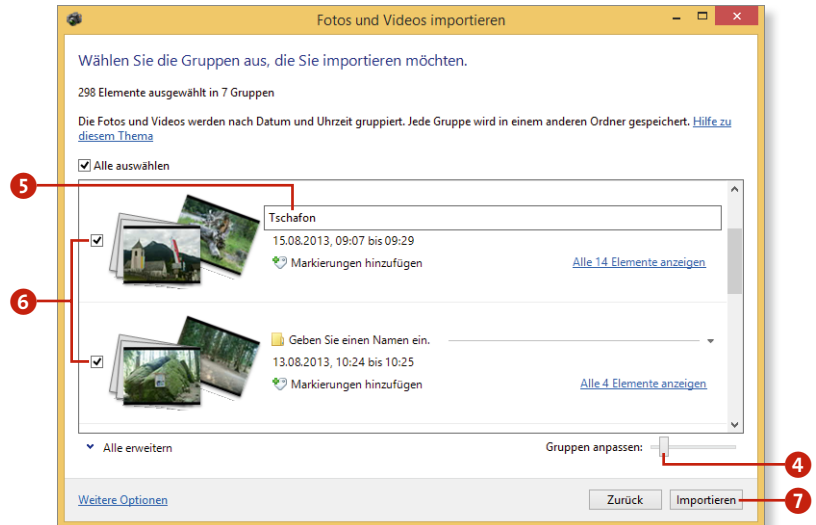 Fotos und Videos importieren
Wählen Sie die Gruppen aus, die Sie importieren möchten.
298 Elemente ausgewählt in 7 Gruppen
Die Fotos und Videos werden nach Datum und Uhrzeit gruppiert. Jede Gruppe wird in einem anderen Ordner gespeichert. Hilfe zu
diesem Thema
Alle auswählen
5
Tschafon
15.08.2013, 09:07 bis 09:29
Markierungen hinzufügen
Alle 14 Elemente anzeigen
6
Geben Sie einen Namen ein.
13.08.2013, 10:24 bis 10:25
Markierungen hinzufügen
Alle 4 Elemente anzeigen
Alle erweitern
Gruppen anpassen:
4
Weitere Optionen
Zurück
Importieren
7